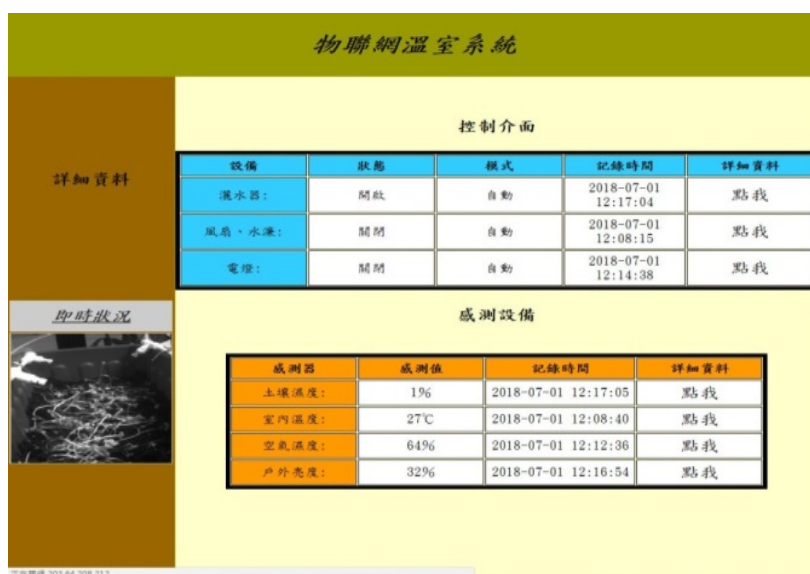 物聯網溫室系統
控制介面
詳細資料
設備 狀態 模式 記錄時間 詳細資料
灑水器: 開啟 自動 2018-07-01 12:17:04 點我
風扇、水濂: 關閉 自動 2018-07-01 12:08:15 點我
電燈: 關閉 自動 2018-07-01 12:14:38 點我
即時狀況
感測設備
感測器 感測值 記錄時間 詳細資料
土壤濕度: 1% 2018-07-01 12:17:05 點我
室內溫度: 27℃ 2018-07-01 12:08:40 點我
空氣濕度: 64% 2018-07-01 12:12:36 點我
戶外亮度: 32% 2018-07-01 12:16:54 點我